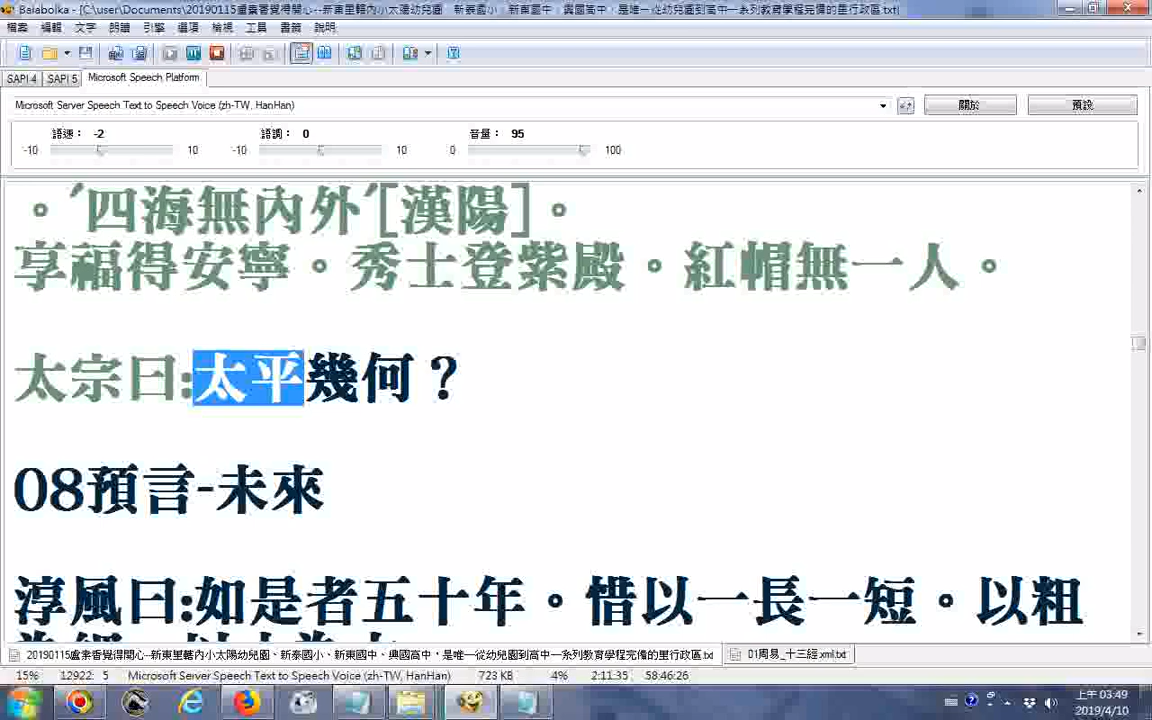 Balabolka - [C:\user\Documents\20190115盧棗香覺得開心--新東里轄內小太陽幼兒園、新泰國小、新東國中、興國高中，是唯一從幼兒園到高中一系列教育學程完備的里行政區.txt]
檔案 編輯 文字 朗讀 引擎 選項 檢視 工具 書籤 說明
SAPI 4 SAPI 5 Microsoft Speech Platform
Microsoft Server Speech Text to Speech Voice (zh-TW, HanHan) 關於 預設
語速： -2 語調： 0 音量： 95
-10 10 -10 10 0 100
。'四海無內外'[漢陽]。
享福得安寧。秀士登紫殿。紅帽無一人。
太宗曰:太平幾何？
08預言-未來
淳風曰:如是者五十年。惜以一長一短。以粗
20190115盧棗香覺得開心--新東里轄內小太陽幼兒園、新泰國小、新東國中、興國高中，是唯一從幼兒園到高中一系列教育學程完備的里行政區.txt 01周易_十三經.xml.txt
15% 12922: 5 Microsoft Server Speech Text to Speech Voice (zh-TW, HanHan) 723 KB 4% 2:11:35 58:46:26
上午 03:49
2019/4/10